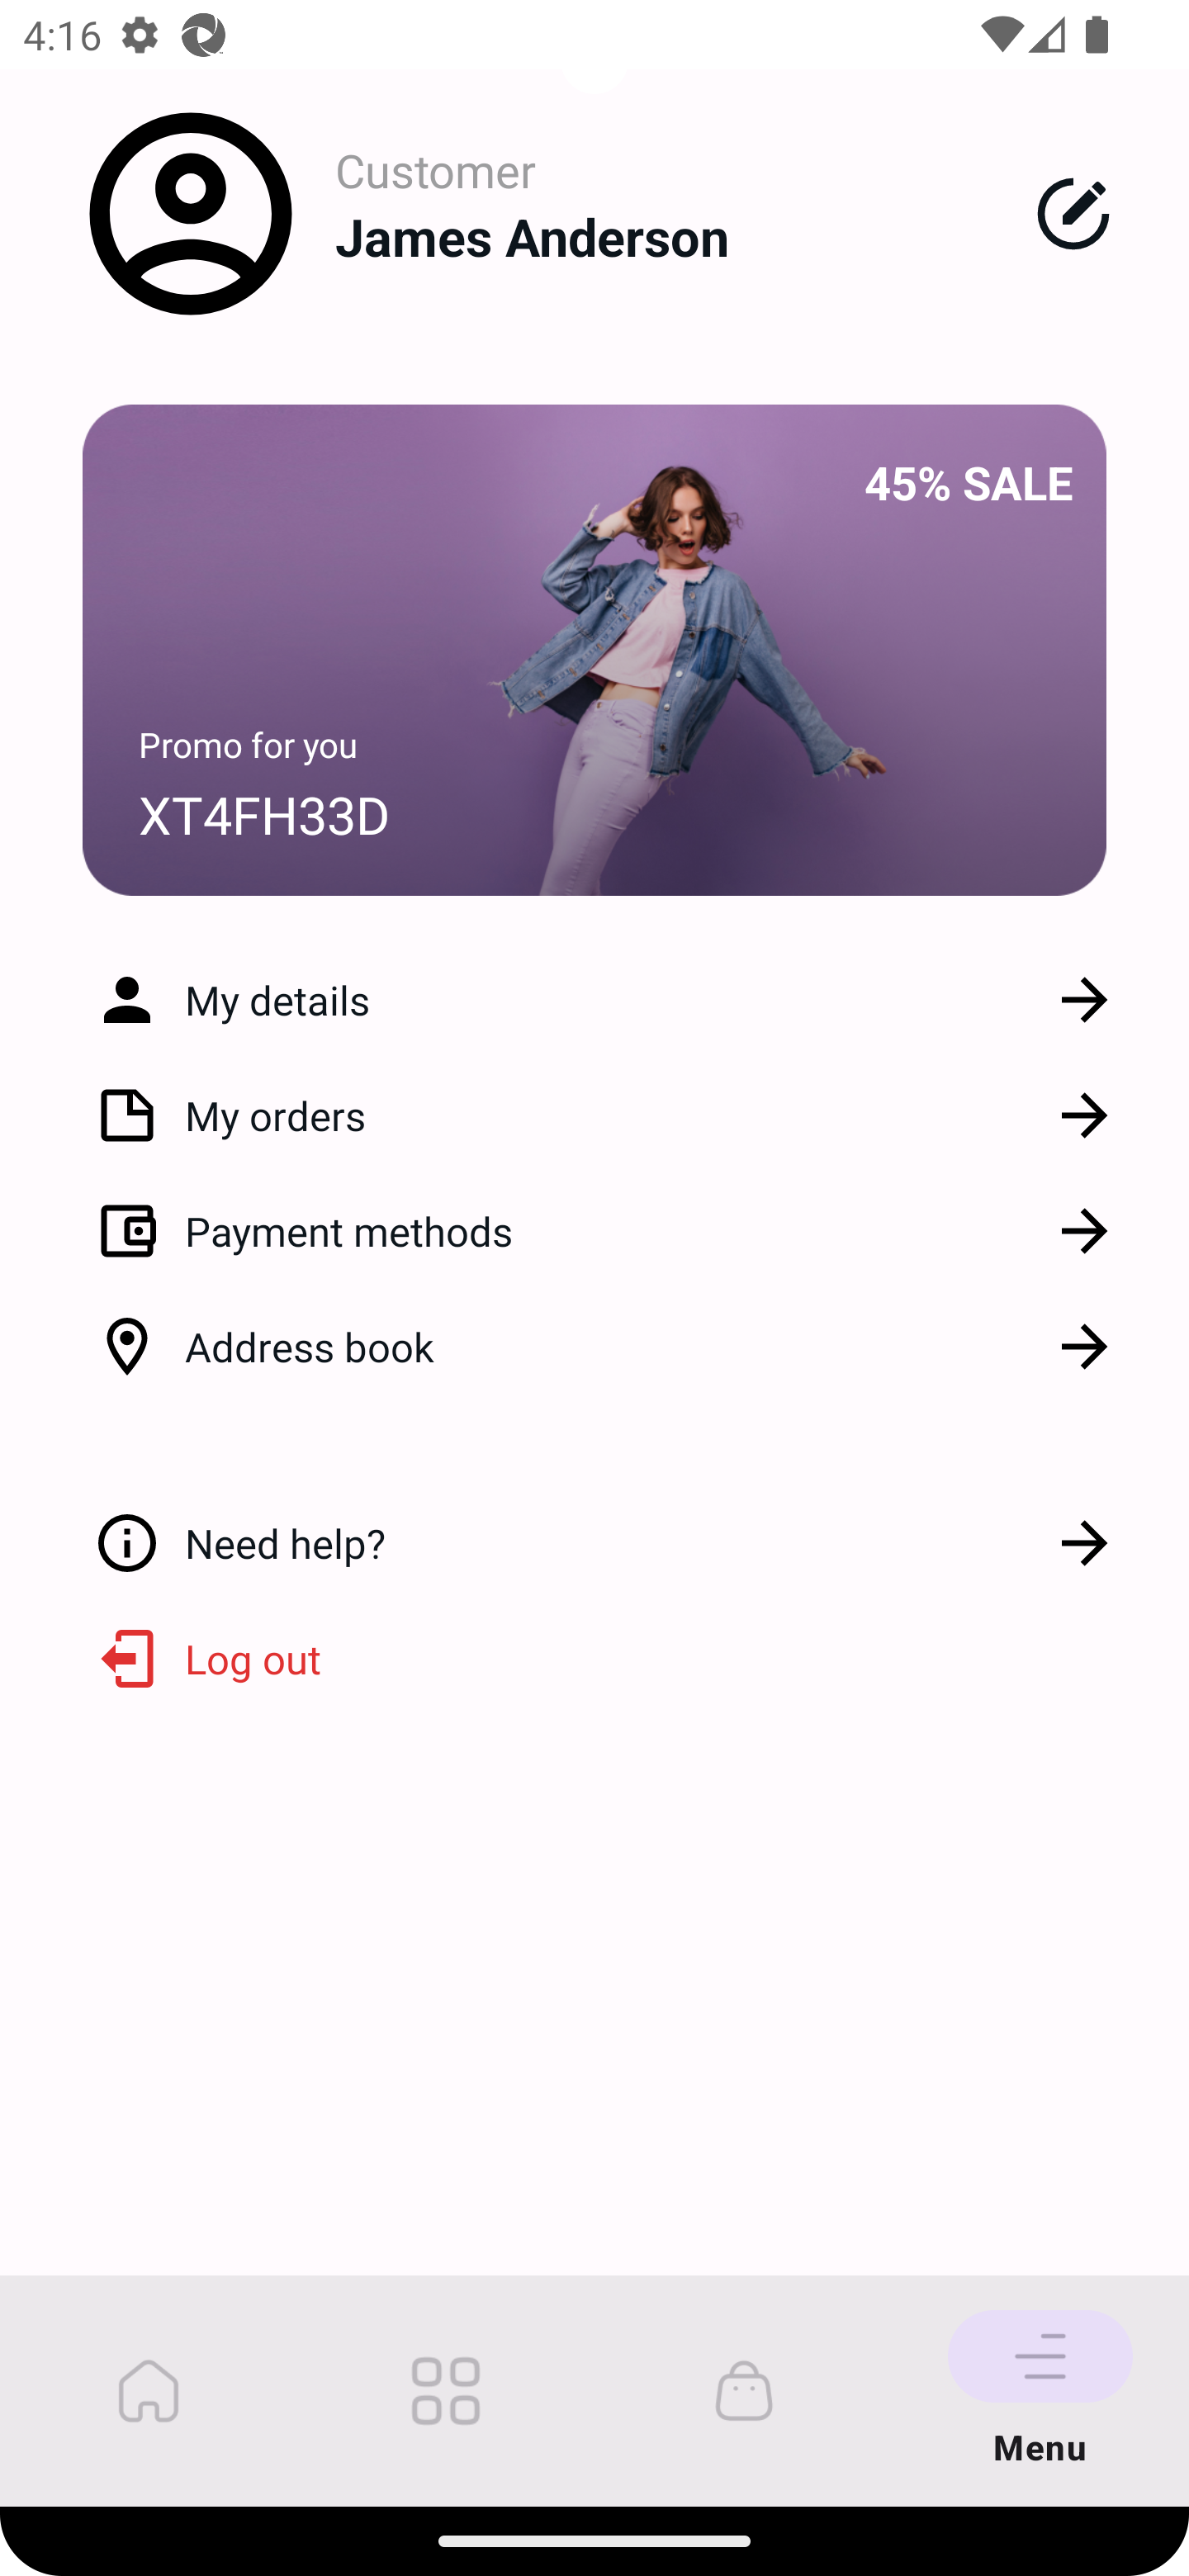 4:16
Customer
James Anderson
45% SALE
Promo for you
XT4FH33D
My details
My orders
Payment methods
Address book
Need help?
Log out
Menu